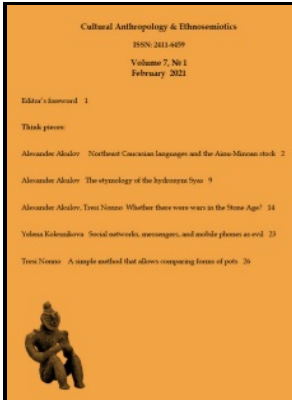 Cultural Anthropology & Ethnosemiotics
ISSN: 2411-6459
Volume 7, № 1
February 2021
Editor's foreword 1
Think pieces:
Alexander Akulov Northeast Caucasian languages and the Ainu-Minoan stock 2
Alexander Akulov The etymology of the hydronym Syas 9
Alexander Akulov, Tresi Nonno Whether there were wars in the Stone Age? 14
Yelena Kolesnikova Social networks, messengers, and mobile phones as evil 23
Tresi Nonno A simple method that allows comparing forms of pots 26